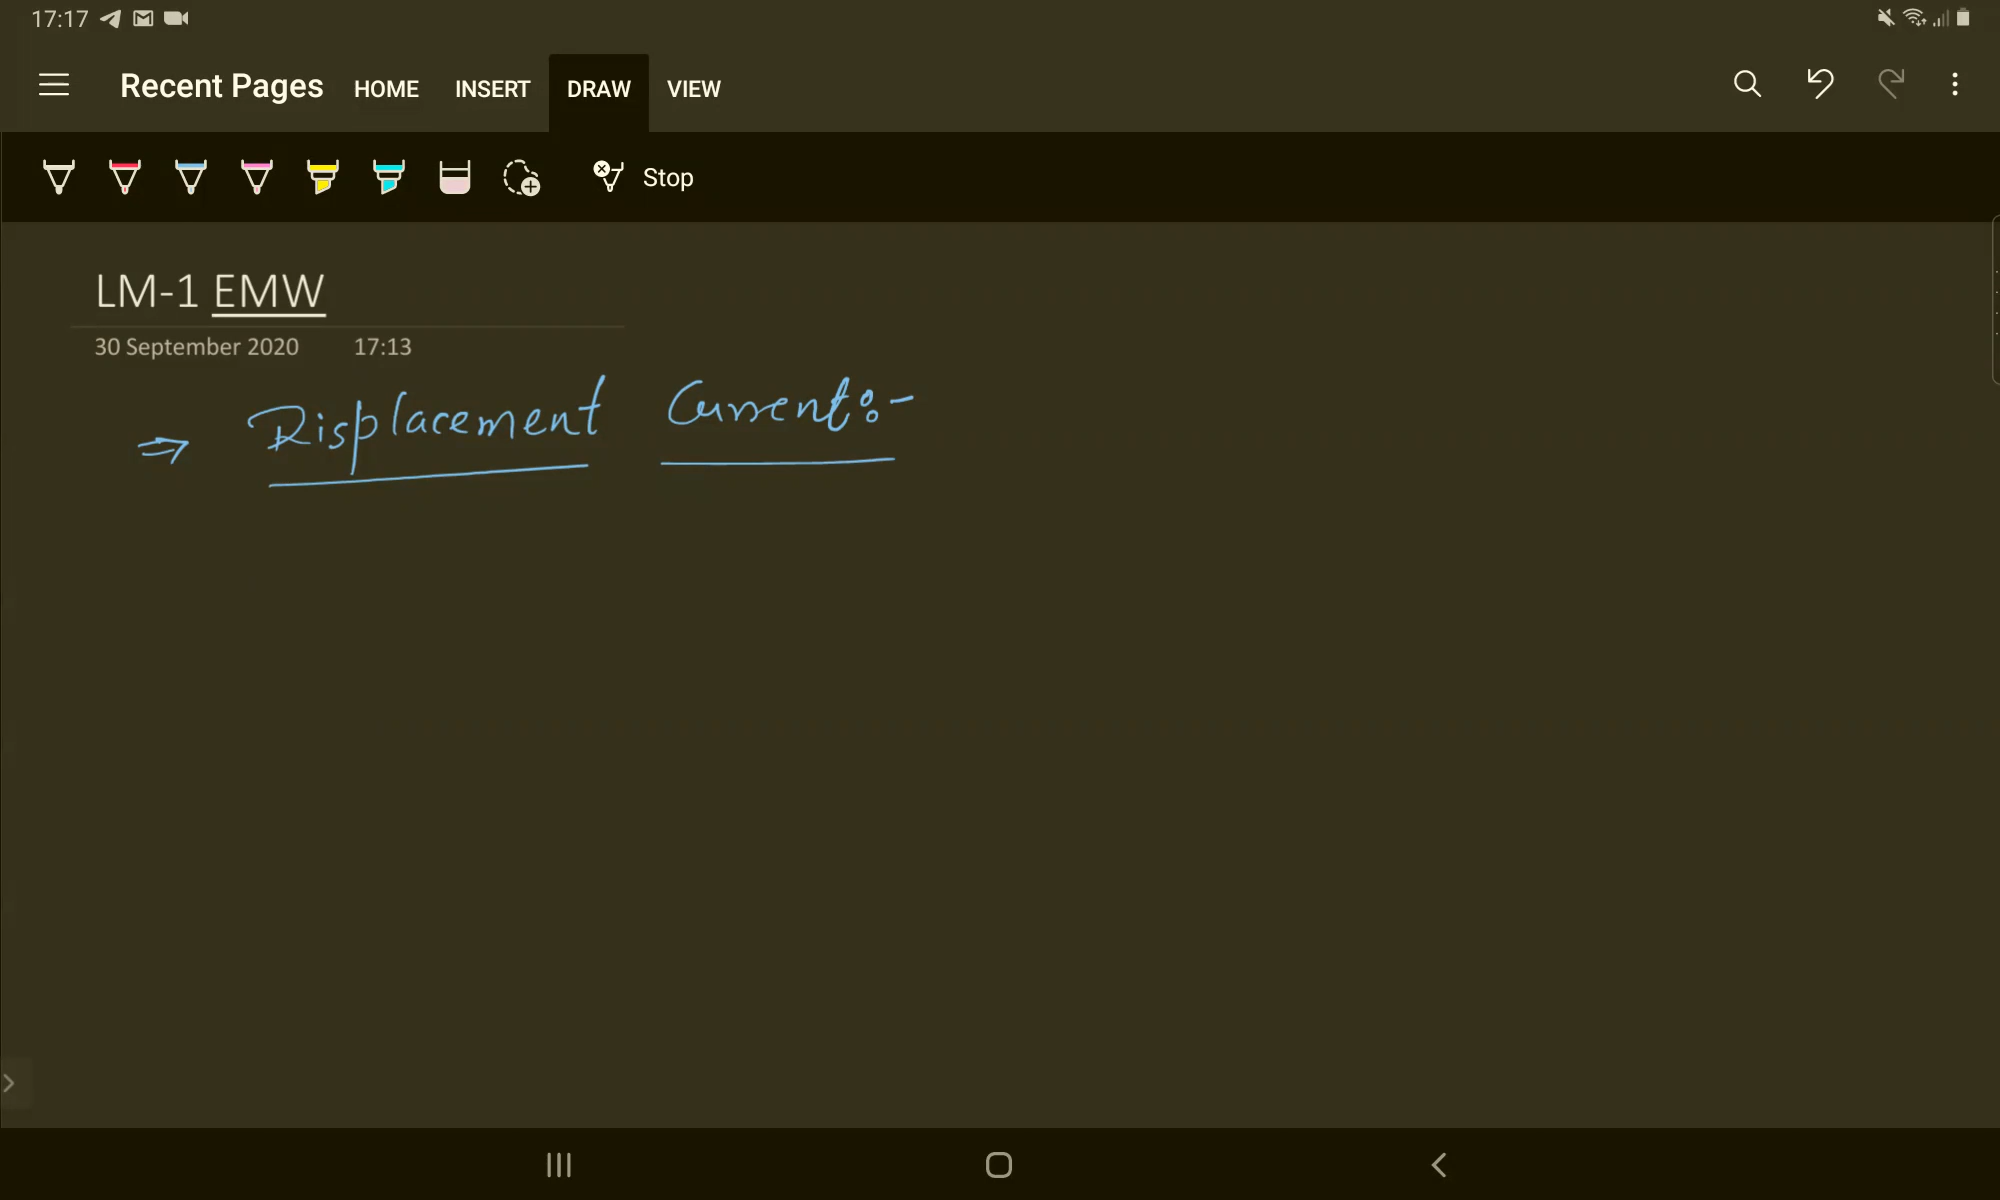 17:17
Recent Pages HOME INSERT DRAW VIEW
Stop
LM-1 EMW
30 September 2020 17:13
⇒ Displacement Current:-